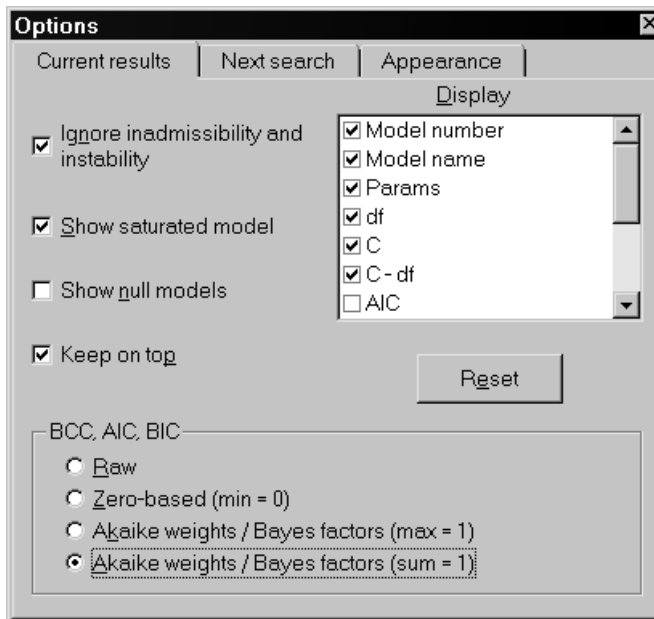 Options
Current results
Next search
Appearance
Display
Ignore inadmissibility and
instability
Show saturated model
Show null models
Keep on top
Model number
Model name
Params
df
C
C - df
AIC
Reset
BCC, AIC, BIC
Raw
Zero-based (min = 0)
Akaike weights / Bayes factors (max = 1)
Akaike weights / Bayes factors (sum = 1)